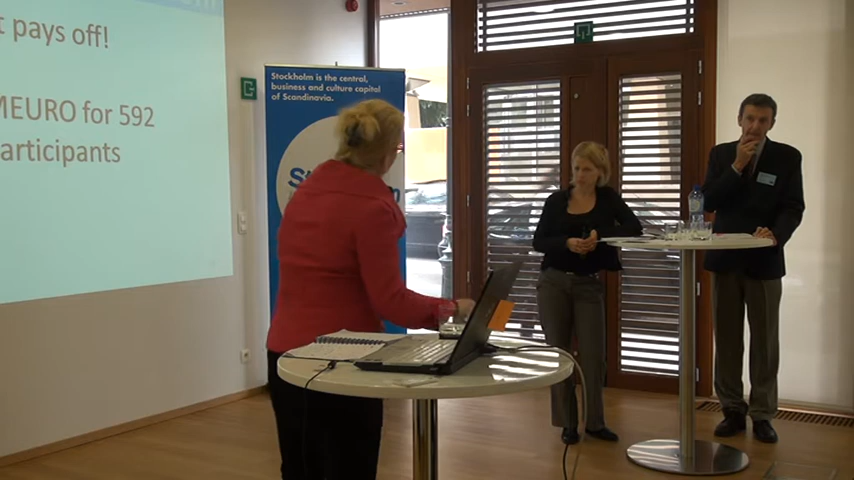 t pays off!
MEURO for 592
articipants
Stockholm is the central,
business and culture capital
of Scandinavia.